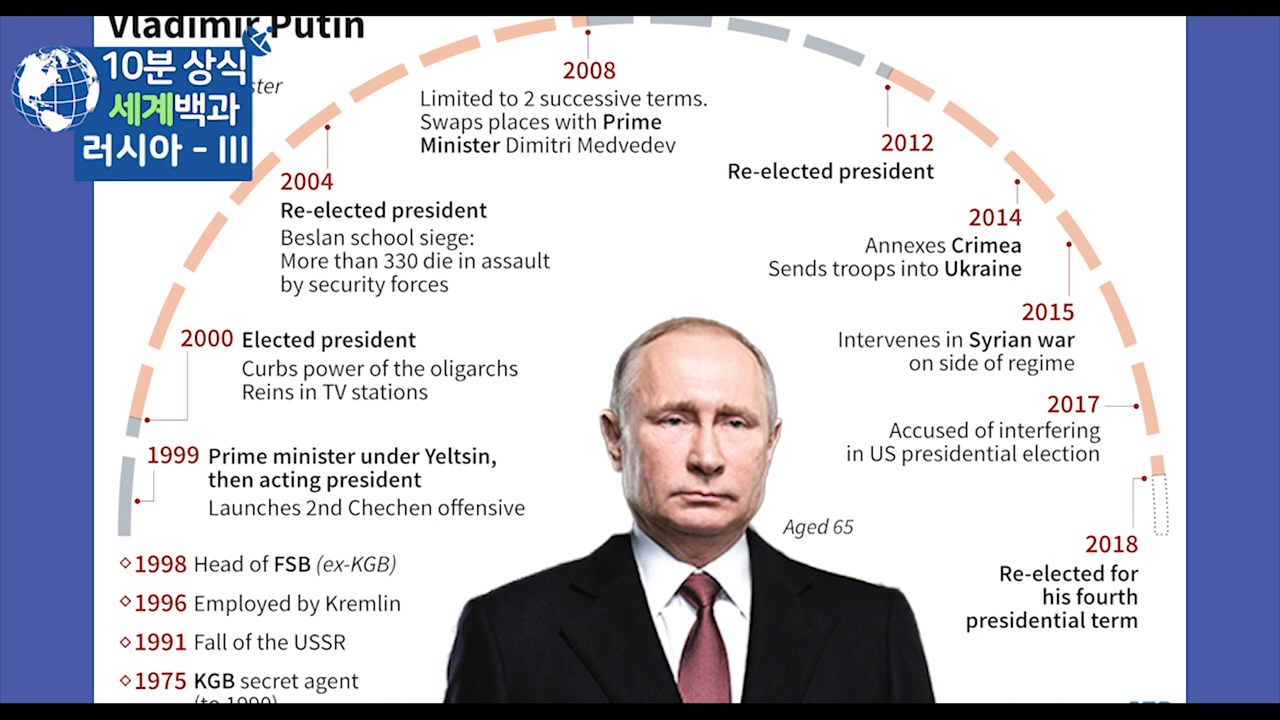 Vladimir Putin
10분 상식
세계백과
러시아 - III
2008
Limited to 2 successive terms.
Swaps places with Prime
Minister Dimitri Medvedev
2004
Re-elected president
Beslan school siege:
More than 330 die in assault
by security forces
2000 Elected president
Curbs power of the oligarchs
Reins in TV stations
1999 Prime minister under Yeltsin,
then acting president
Launches 2nd Chechen offensive
1998 Head of FSB (ex-KGB)
1996 Employed by Kremlin
1991 Fall of the USSR
1975 KGB secret agent
(to 1990)
2012
Re-elected president
2014
Annexes Crimea
Sends troops into Ukraine
2015
Intervenes in Syrian war
on side of regime
2017
Accused of interfering
in US presidential election
Aged 65
2018
Re-elected for
his fourth
presidential term